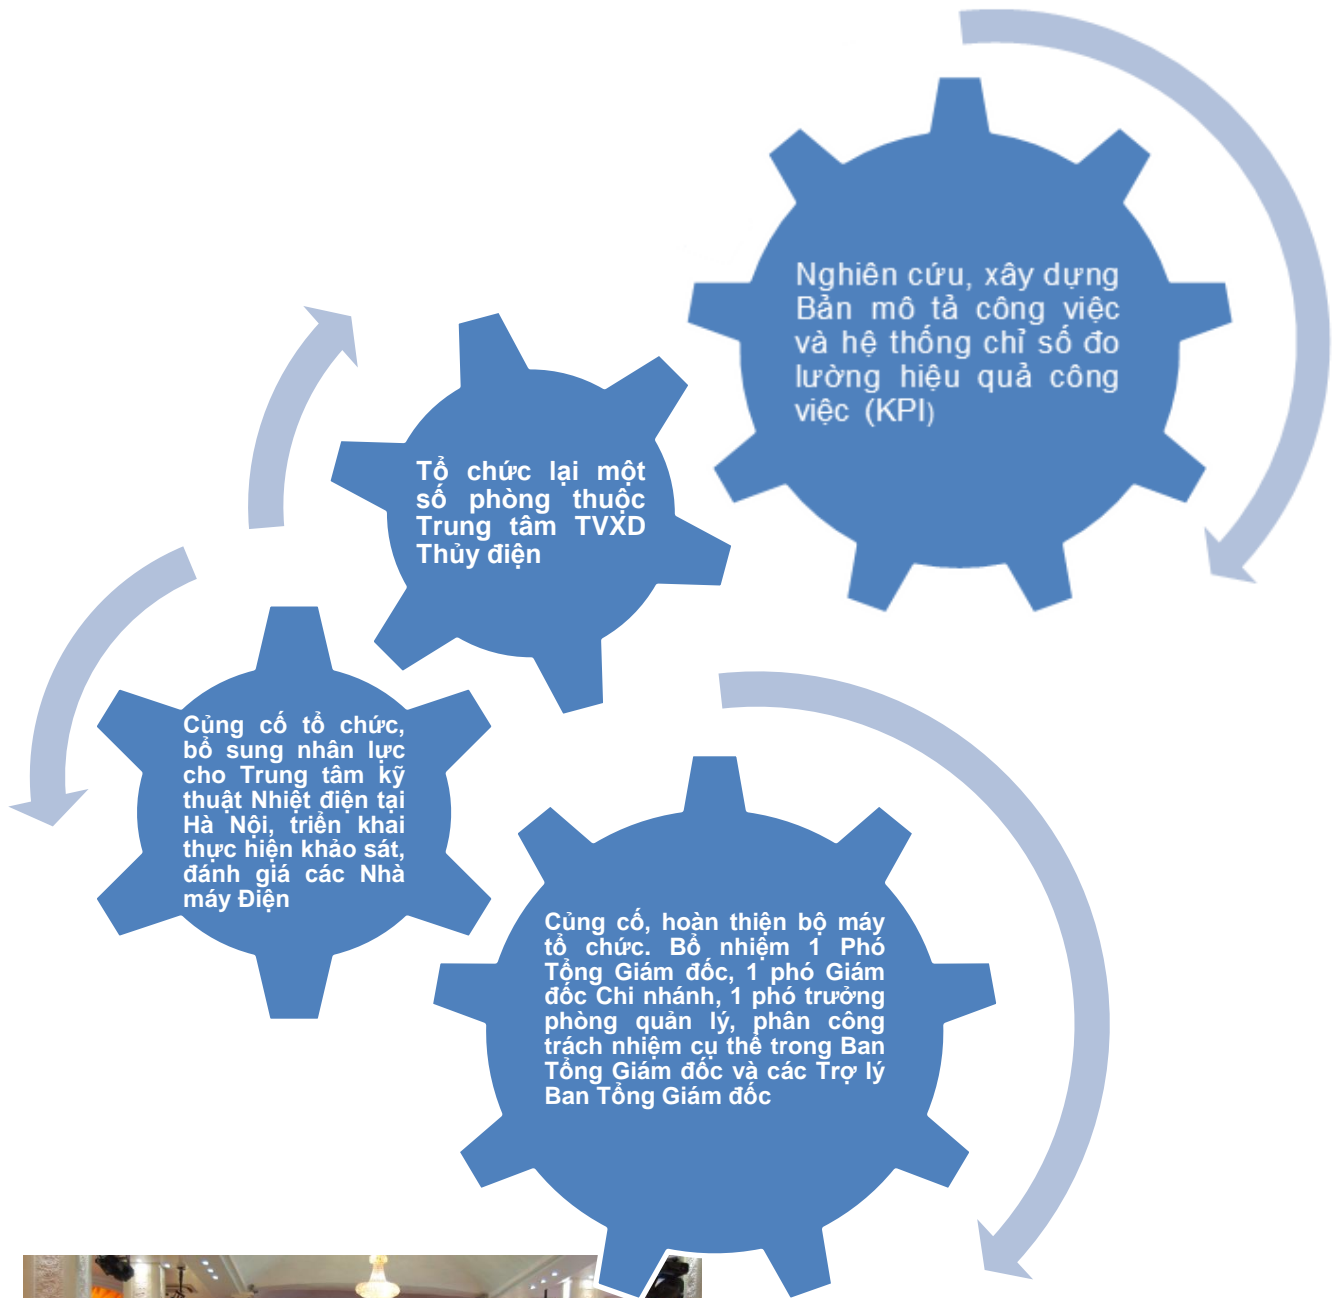 Nghiên cứu, xây dựng
Bản mô tả công việc
và hệ thống chỉ số đo
lường hiệu quả công
việc (KPI)
Tổ chức lại một
số phòng thuộc
Trung tâm TVXD
Thủy điện
Củng cố tổ chức,
bổ sung nhân lực
cho Trung tâm kỹ
thuật Nhiệt điện tại
Hà Nội, triển khai
thực hiện khảo sát,
đánh giá các Nhà
máy Điện
Củng cố, hoàn thiện bộ máy
tổ chức. Bổ nhiệm 1 Phó
Tổng Giám đốc, 1 phó Giám
đốc Chi nhánh, 1 phó trưởng
phòng quản lý, phân công
trách nhiệm cụ thể trong Ban
Tổng Giám đốc và các Trợ lý
Ban Tổng Giám đốc